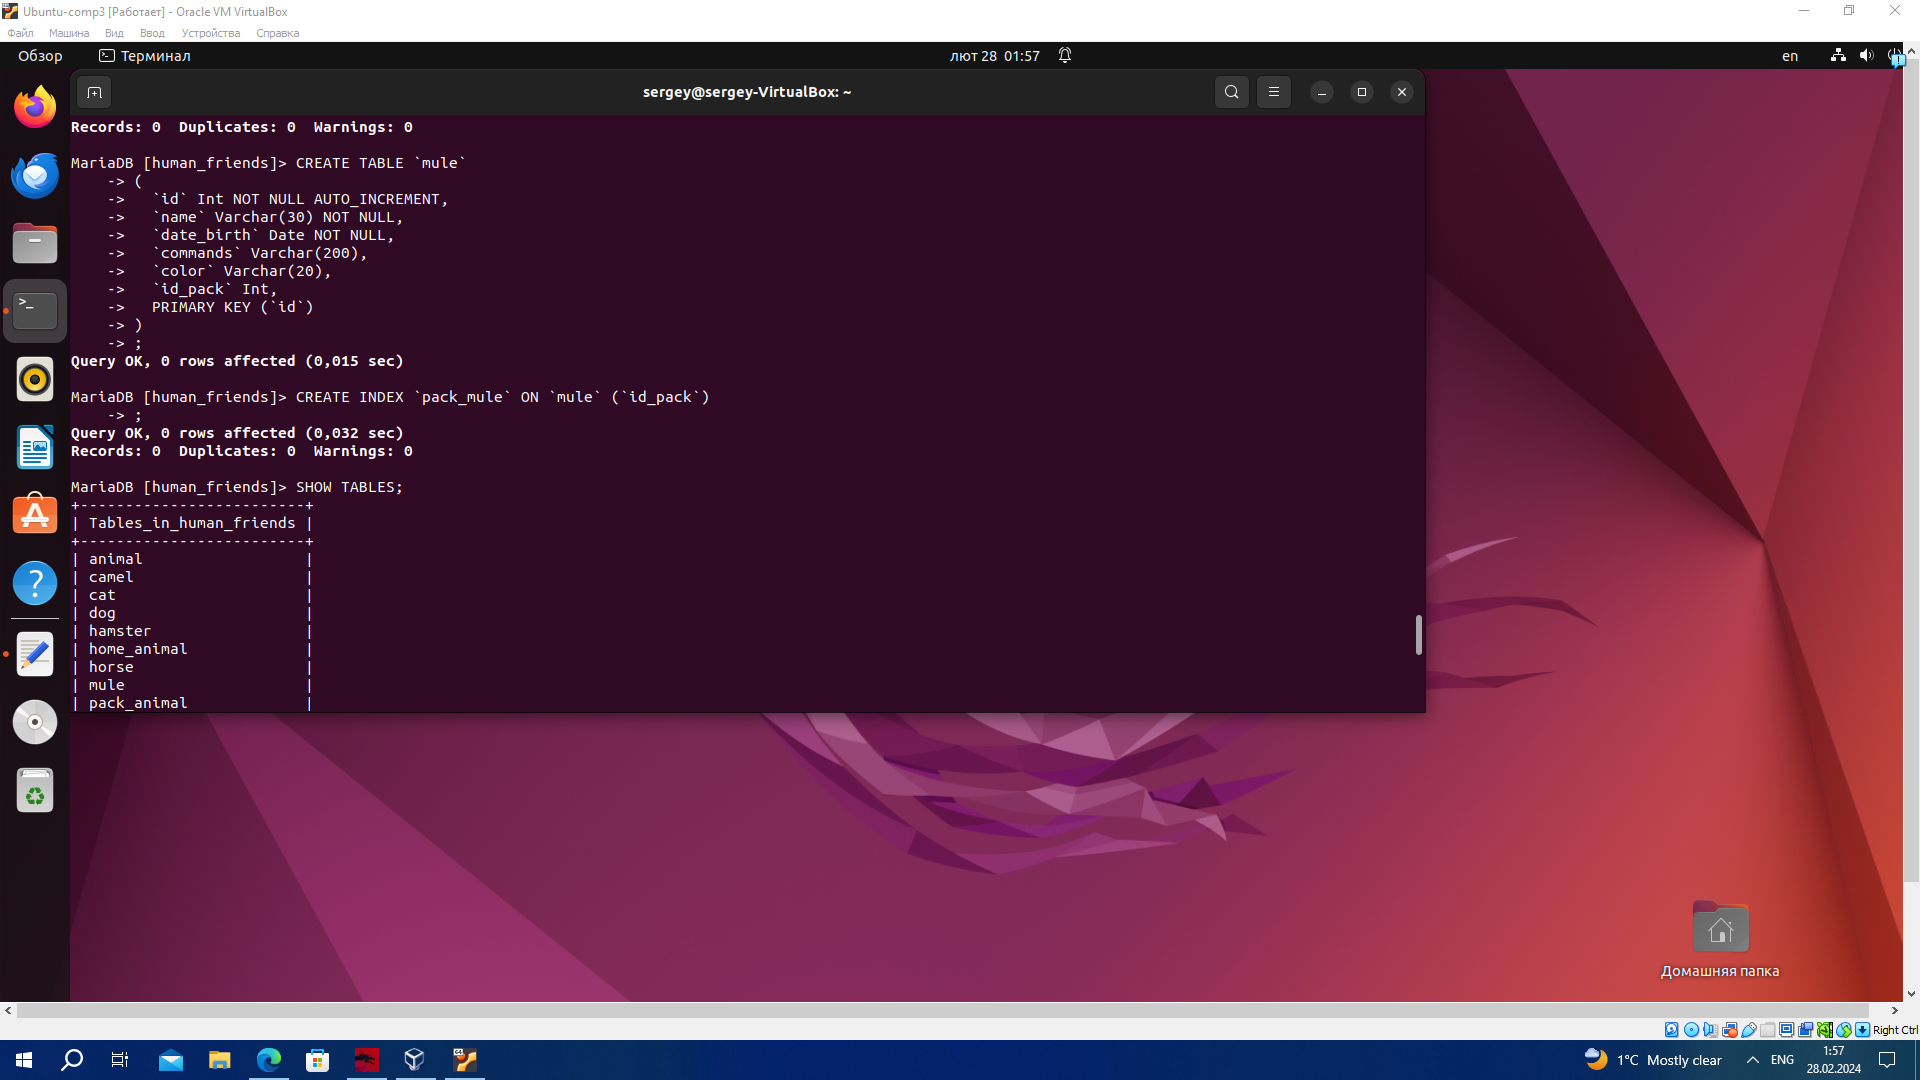 Ubuntu-comp3 [Работает] - Oracle VM VirtualBox
Файл Машина Вид Ввод Устройства Справка
Обзор Терминал лют 28 01:57 en
sergey@sergey-VirtualBox: ~
Records: 0  Duplicates: 0  Warnings: 0
MariaDB [human_friends]> CREATE TABLE `mule`
    -> (
    ->   `id` Int NOT NULL AUTO_INCREMENT,
    ->   `name` Varchar(30) NOT NULL,
    ->   `date_birth` Date NOT NULL,
    ->   `commands` Varchar(200),
    ->   `color` Varchar(20),
    ->   `id_pack` Int,
    ->   PRIMARY KEY (`id`)
    -> )
    -> ;
Query OK, 0 rows affected (0,015 sec)
MariaDB [human_friends]> CREATE INDEX `pack_mule` ON `mule` (`id_pack`)
    -> ;
Query OK, 0 rows affected (0,032 sec)
Records: 0  Duplicates: 0  Warnings: 0
MariaDB [human_friends]> SHOW TABLES;
+-------------------------+
| Tables_in_human_friends |
+-------------------------+
| animal                  |
| camel                   |
| cat                     |
| dog                     |
| hamster                 |
| home_animal             |
| horse                   |
| mule                    |
| pack_animal             |
Домашняя папка
Right Ctrl
1°C Mostly clear ENG 1:57
28.02.2024